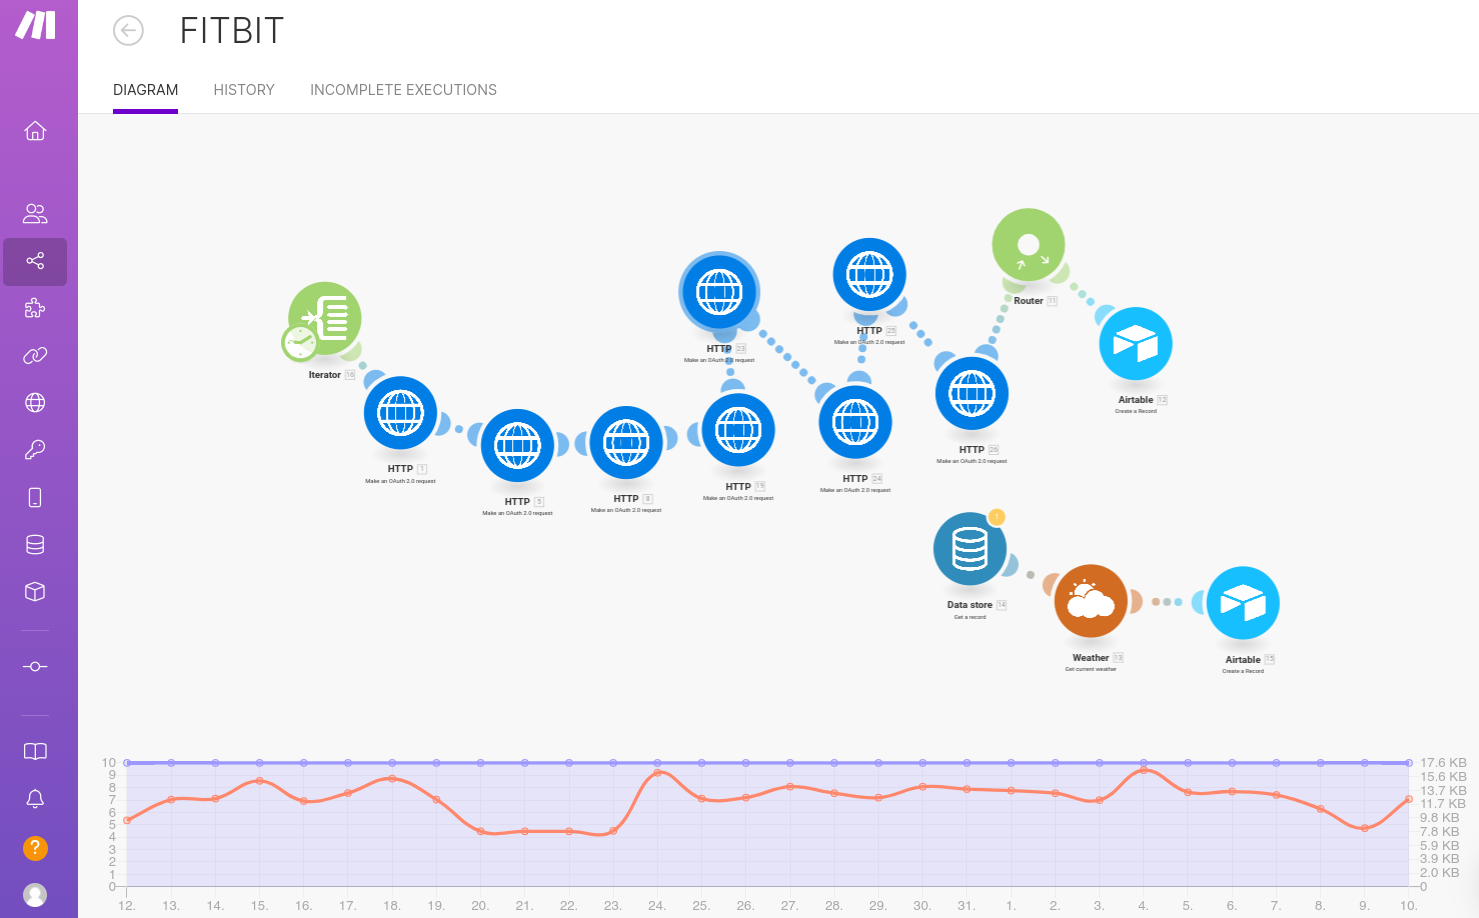 FITBIT
DIAGRAM HISTORY INCOMPLETE EXECUTIONS
Iterator 16
HTTP 1
Make an OAuth 2.0 request
HTTP 5
Make an OAuth 2.0 request
HTTP 8
Make an OAuth 2.0 request
HTTP 19
Make an OAuth 2.0 request
HTTP 23
Make an OAuth 2.0 request
HTTP 24
Make an OAuth 2.0 request
HTTP 25
Make an OAuth 2.0 request
HTTP 26
Make an OAuth 2.0 request
Router 11
Airtable 12
Create a Record
1
Data store 14
Get a record
Weather 13
Get current weather
Airtable 15
Create a Record
10
9
8
7
6
5
4
3
2
1
0
17.6 KB
15.6 KB
13.7 KB
11.7 KB
9.8 KB
7.8 KB
5.9 KB
3.9 KB
2.0 KB
0
12. 13. 14. 15. 16. 17. 18. 19. 20. 21. 22. 23. 24. 25. 26. 27. 28. 29. 30. 31. 1. 2. 3. 4. 5. 6. 7. 8. 9. 10.
?